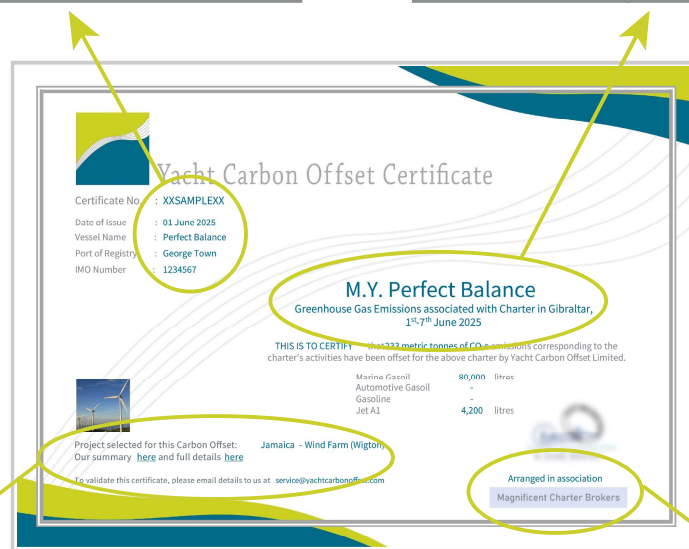 Yacht Carbon Offset Certificate
Certificate No. : XXSAMPLEXX
Date of Issue : 01 June 2025
Vessel Name : Perfect Balance
Port of Registry : George Town
IMO Number : 1234567
M.Y. Perfect Balance
Greenhouse Gas Emissions associated with Charter in Gibraltar,
1st-7th June 2025
THIS IS TO CERTIFY that 233 metric tonnes of CO2e emissions corresponding to the
charter's activities have been offset for the above charter by Yacht Carbon Offset Limited.
Marine Gasoil 80,000 litres
Automotive Gasoil -
Gasoline -
Jet A1 4,200 litres
Project selected for this Carbon Offset: Jamaica - Wind Farm (Wigton)
Our summary here and full details here
To validate this certificate, please email details to us at service@yachtcarbonoffset.com
Arranged in association
Magnificent Charter Brokers